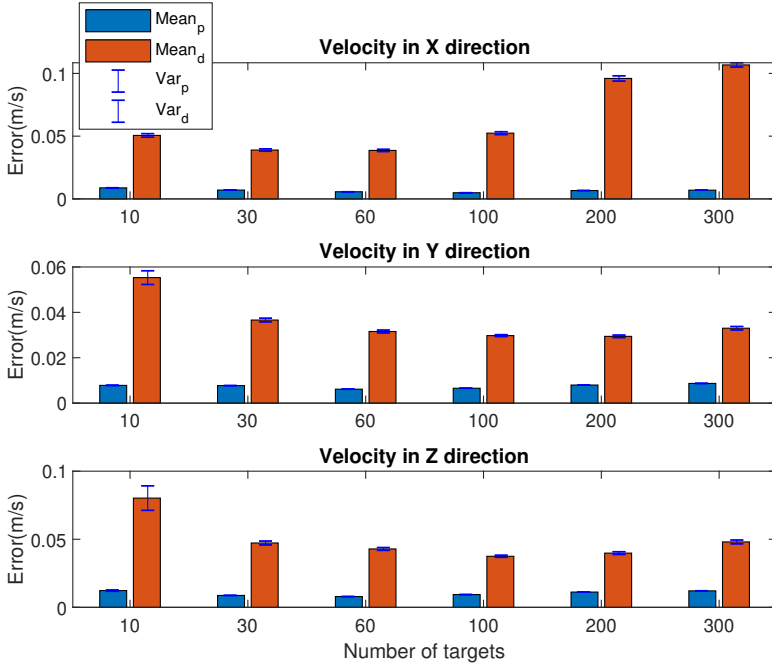 Mean_p
Mean_d
Var_p
Var_d
Velocity in X direction
Error(m/s)
0.1
0.05
0
10 30 60 100 200 300
Velocity in Y direction
Error(m/s)
0.06
0.04
0.02
0
10 30 60 100 200 300
Velocity in Z direction
Error(m/s)
0.1
0.05
0
10 30 60 100 200 300
Number of targets